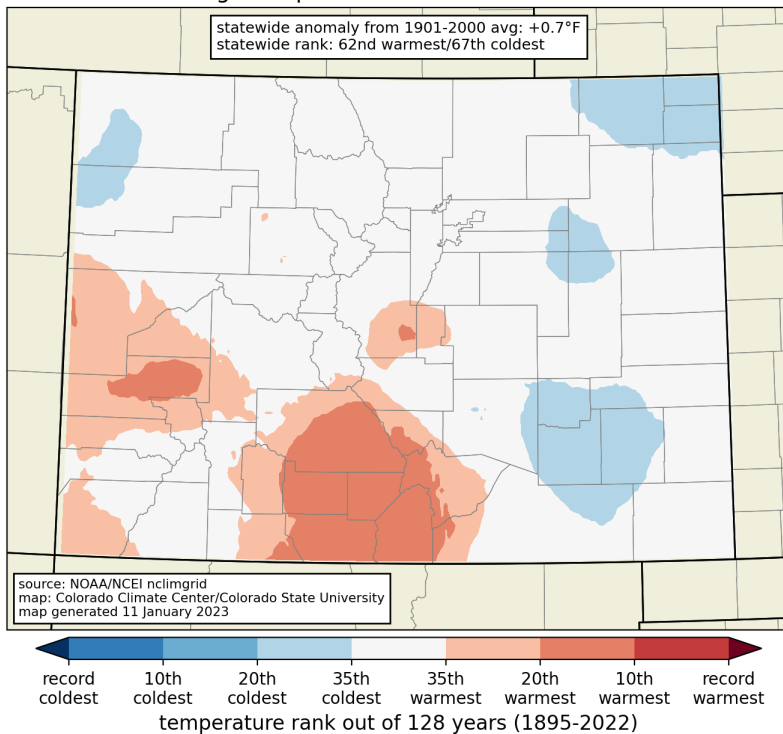 statewide anomaly from 1901-2000 avg: +0.7°F
statewide rank: 62nd warmest/67th coldest
source: NOAA/NCEI nclimgrid
map: Colorado Climate Center/Colorado State University
map generated 11 January 2023
record coldest 10th coldest 20th coldest 35th coldest 35th warmest 20th warmest 10th warmest record warmest
temperature rank out of 128 years (1895-2022)